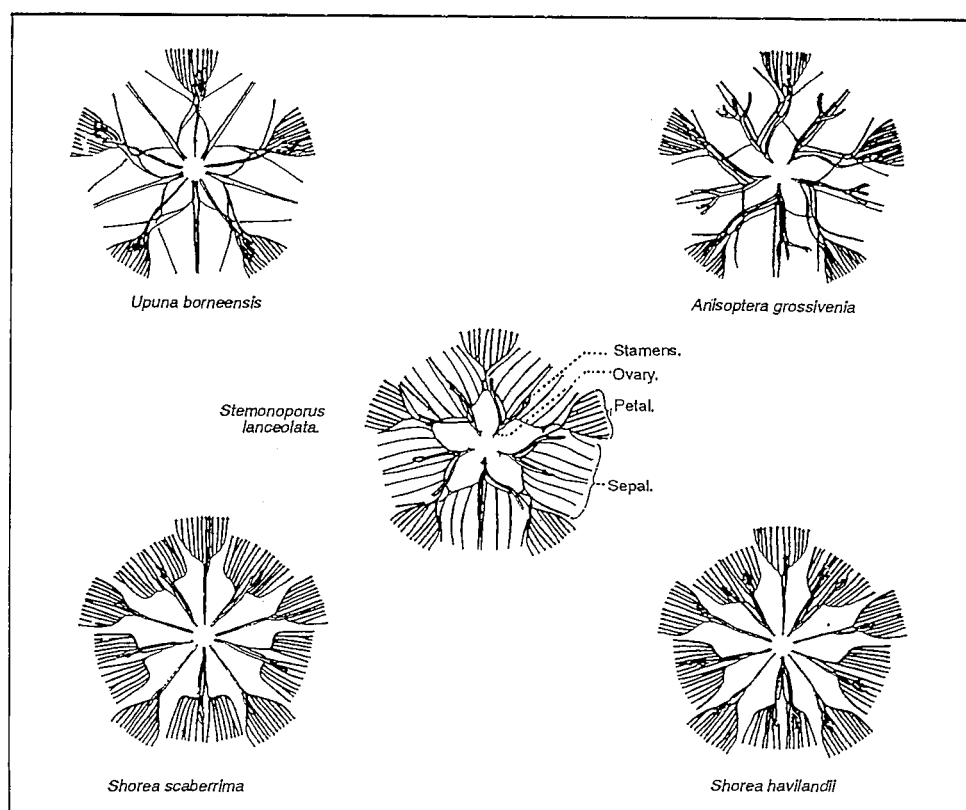 Upuna borneensis
Anisoptera grossivenia
Stamens.
Ovary.
Petal.
Stemonoporus
lanceolata.
Sepal.
Shorea scaberrima
Shorea havilandii